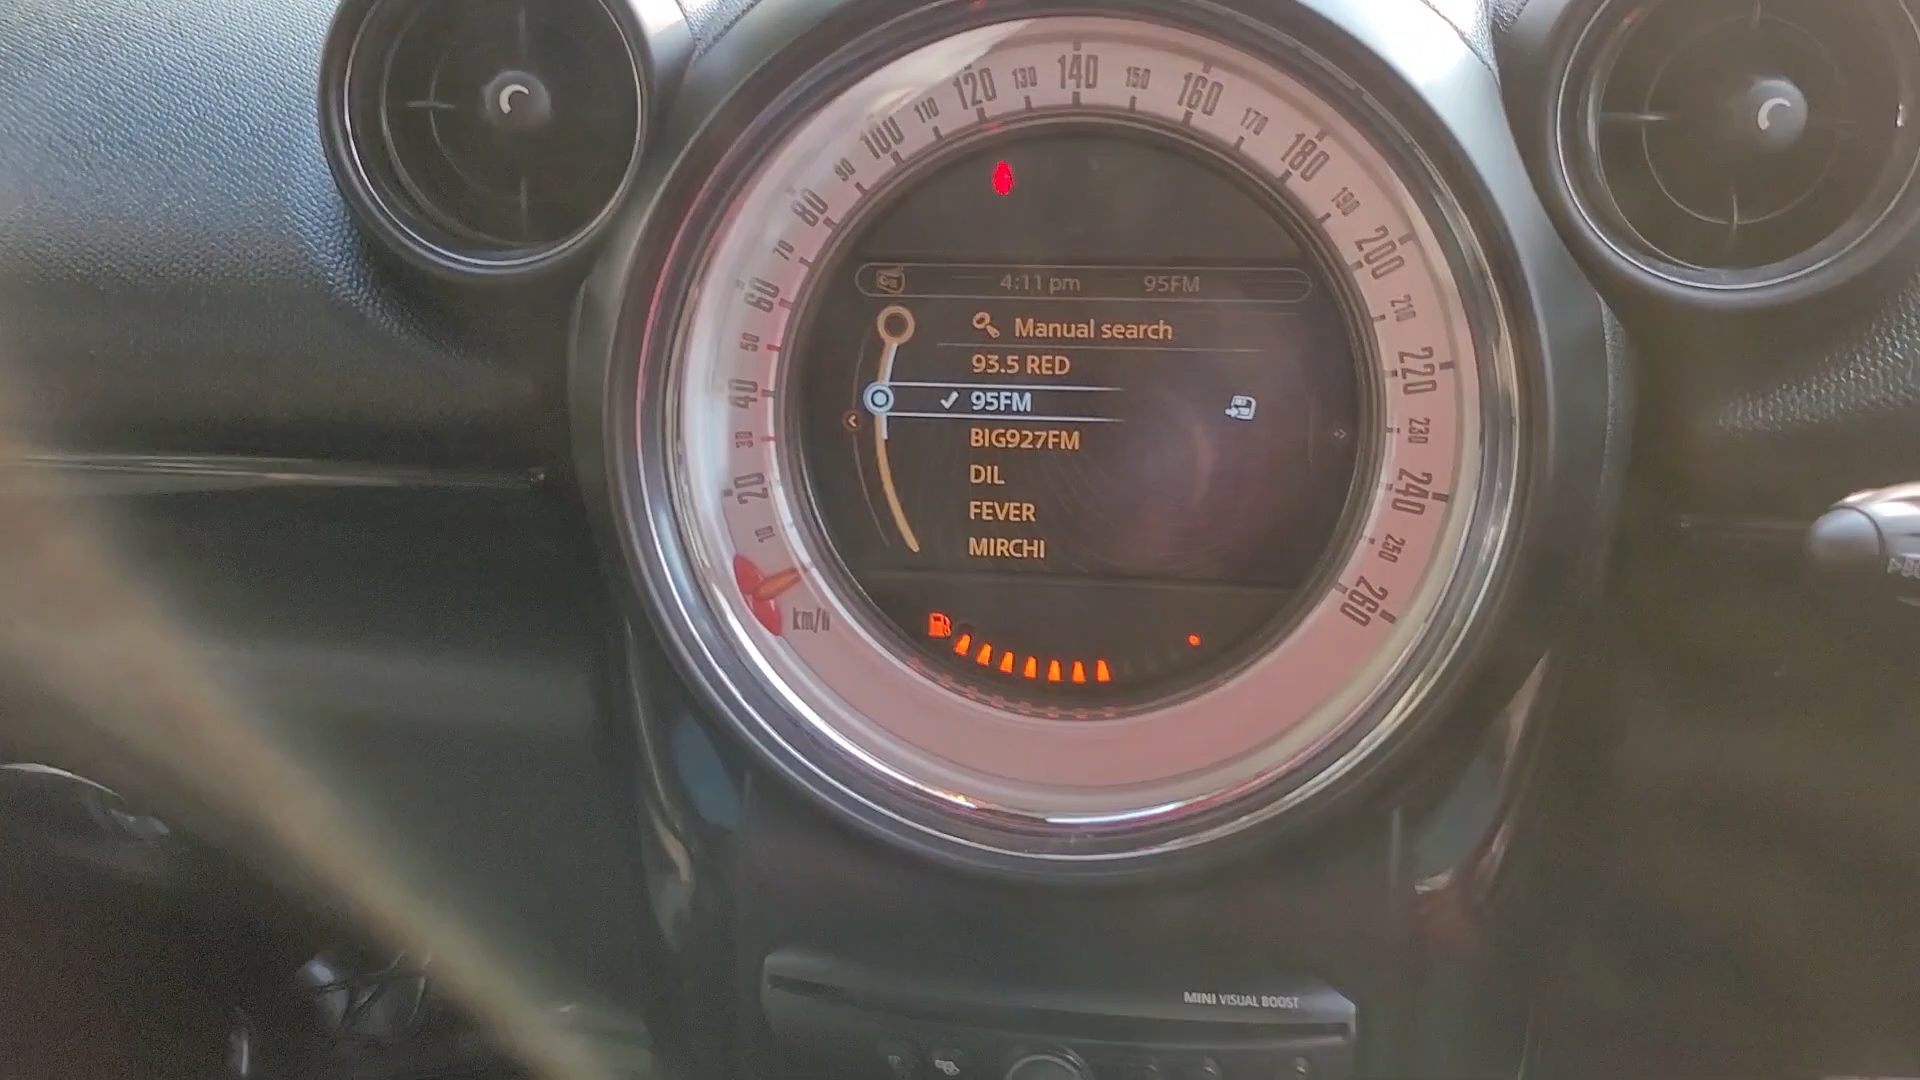 10 20 30 40 50 60 70 80 90 100 110 120 130 140 150 160 170 180 190 200 210 220 230 240 250 260
km/h
4:11 pm 95FM
Manual search
93.5 RED
95FM
BIG927FM
DIL
FEVER
MIRCHI
MINI VISUAL BOOST